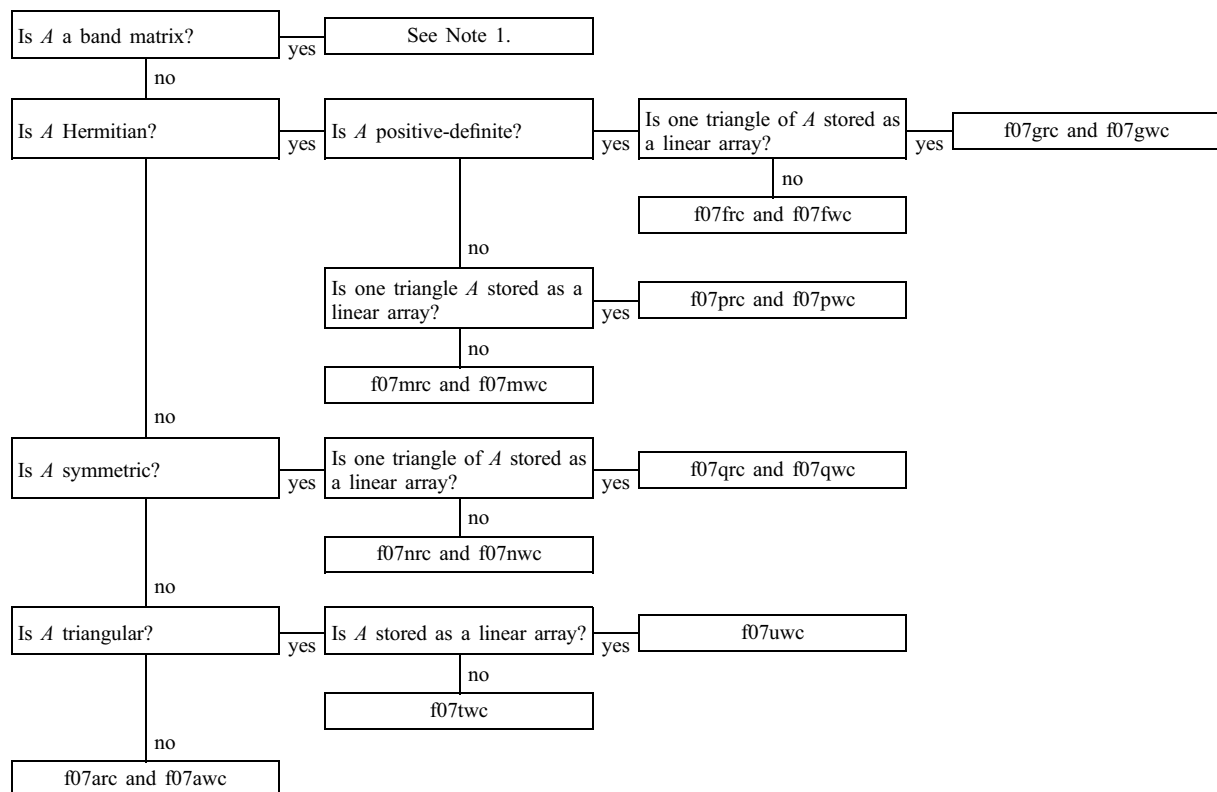 Is A a band matrix?
yes
See Note 1.
no
Is A Hermitian?
yes
Is A positive-definite?
yes
Is one triangle of A stored as
a linear array?
yes
f07grc and f07gwc
no
f07frc and f07fwc
no
Is one triangle A stored as a
linear array?
yes
f07prc and f07pwc
no
f07mrc and f07mwc
no
Is A symmetric?
yes
Is one triangle of A stored as
a linear array?
yes
f07qrc and f07qwc
no
f07nrc and f07nwc
no
Is A triangular?
yes
Is A stored as a linear array?
yes
f07uwc
no
f07twc
no
f07arc and f07awc